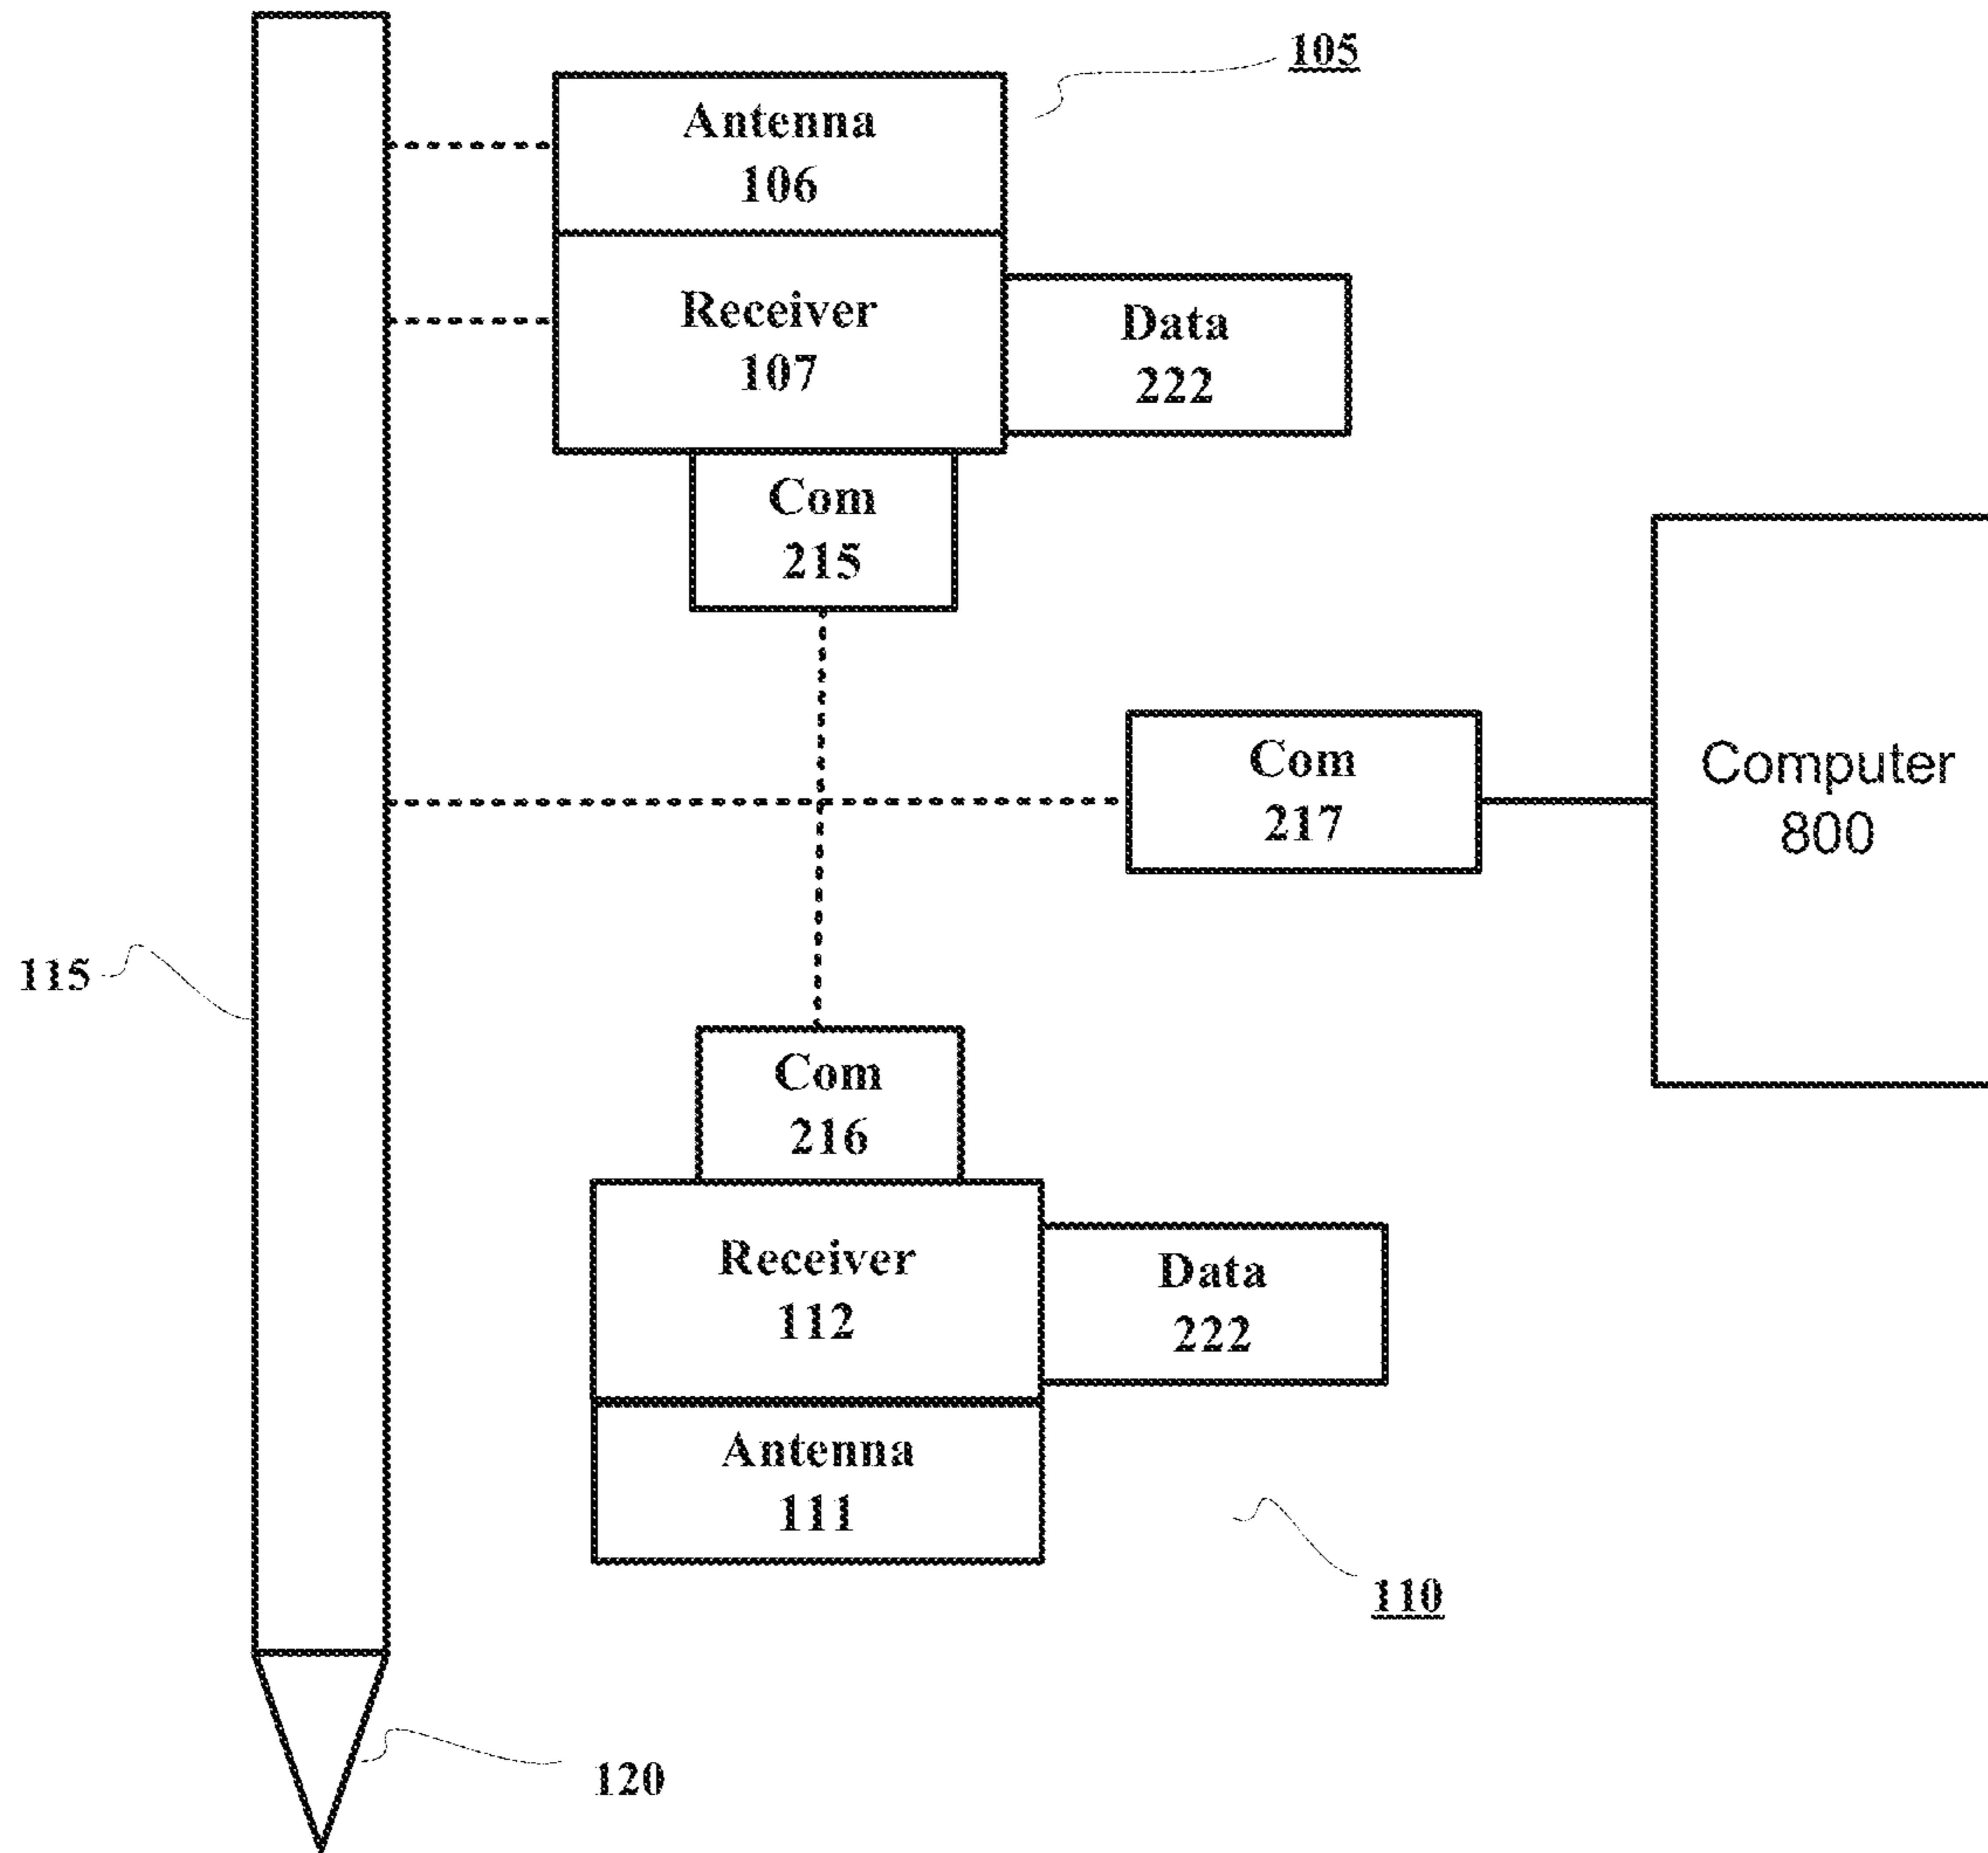 105
Antenna
106
Receiver
107
Data
222
Com
215
Com
217
Computer
800
115
Com
216
Receiver
112
Data
222
Antenna
111
110
120